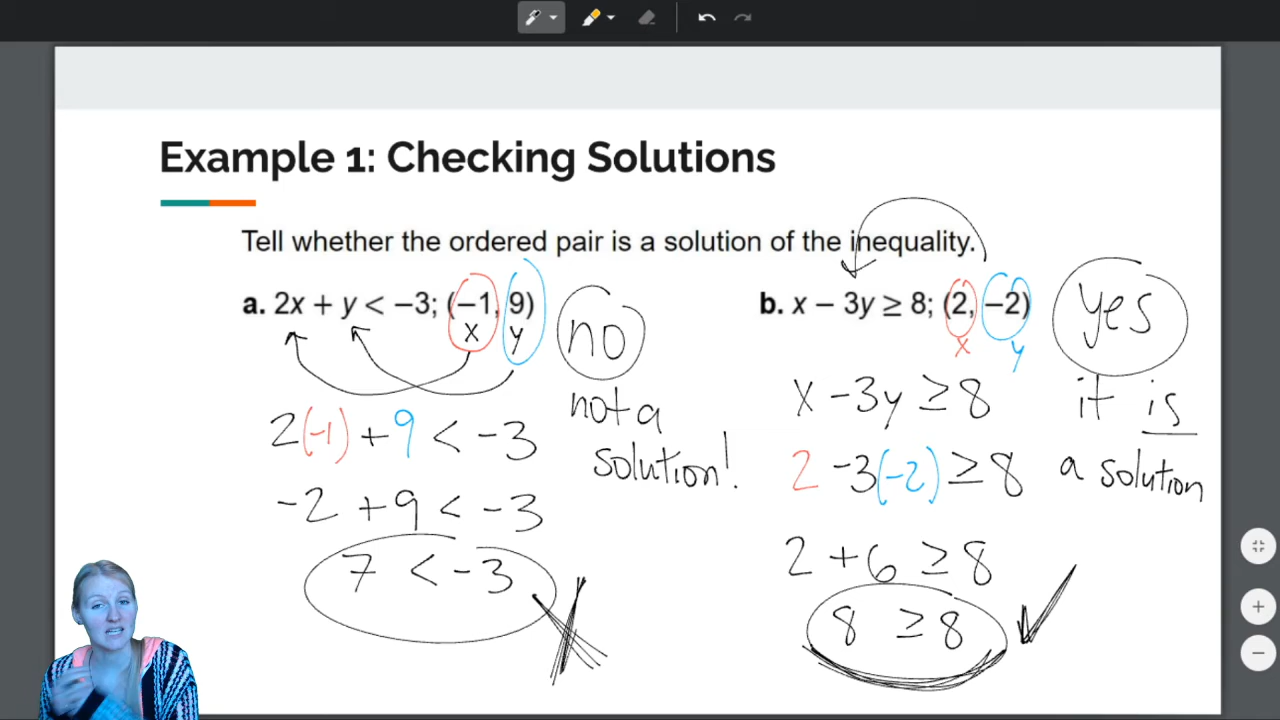 Example 1: Checking Solutions
Tell whether the ordered pair is a solution of the inequality.
a. 2x + y < −3; (−1, 9)
x y
no
not a
solution!
2(-1) + 9 < -3
-2 + 9 < -3
7 < -3
b. x − 3y ≥ 8; (2, −2)
x y
yes
it is
a solution
x - 3y ≥ 8
2 - 3(-2) ≥ 8
2 + 6 ≥ 8
8 ≥ 8